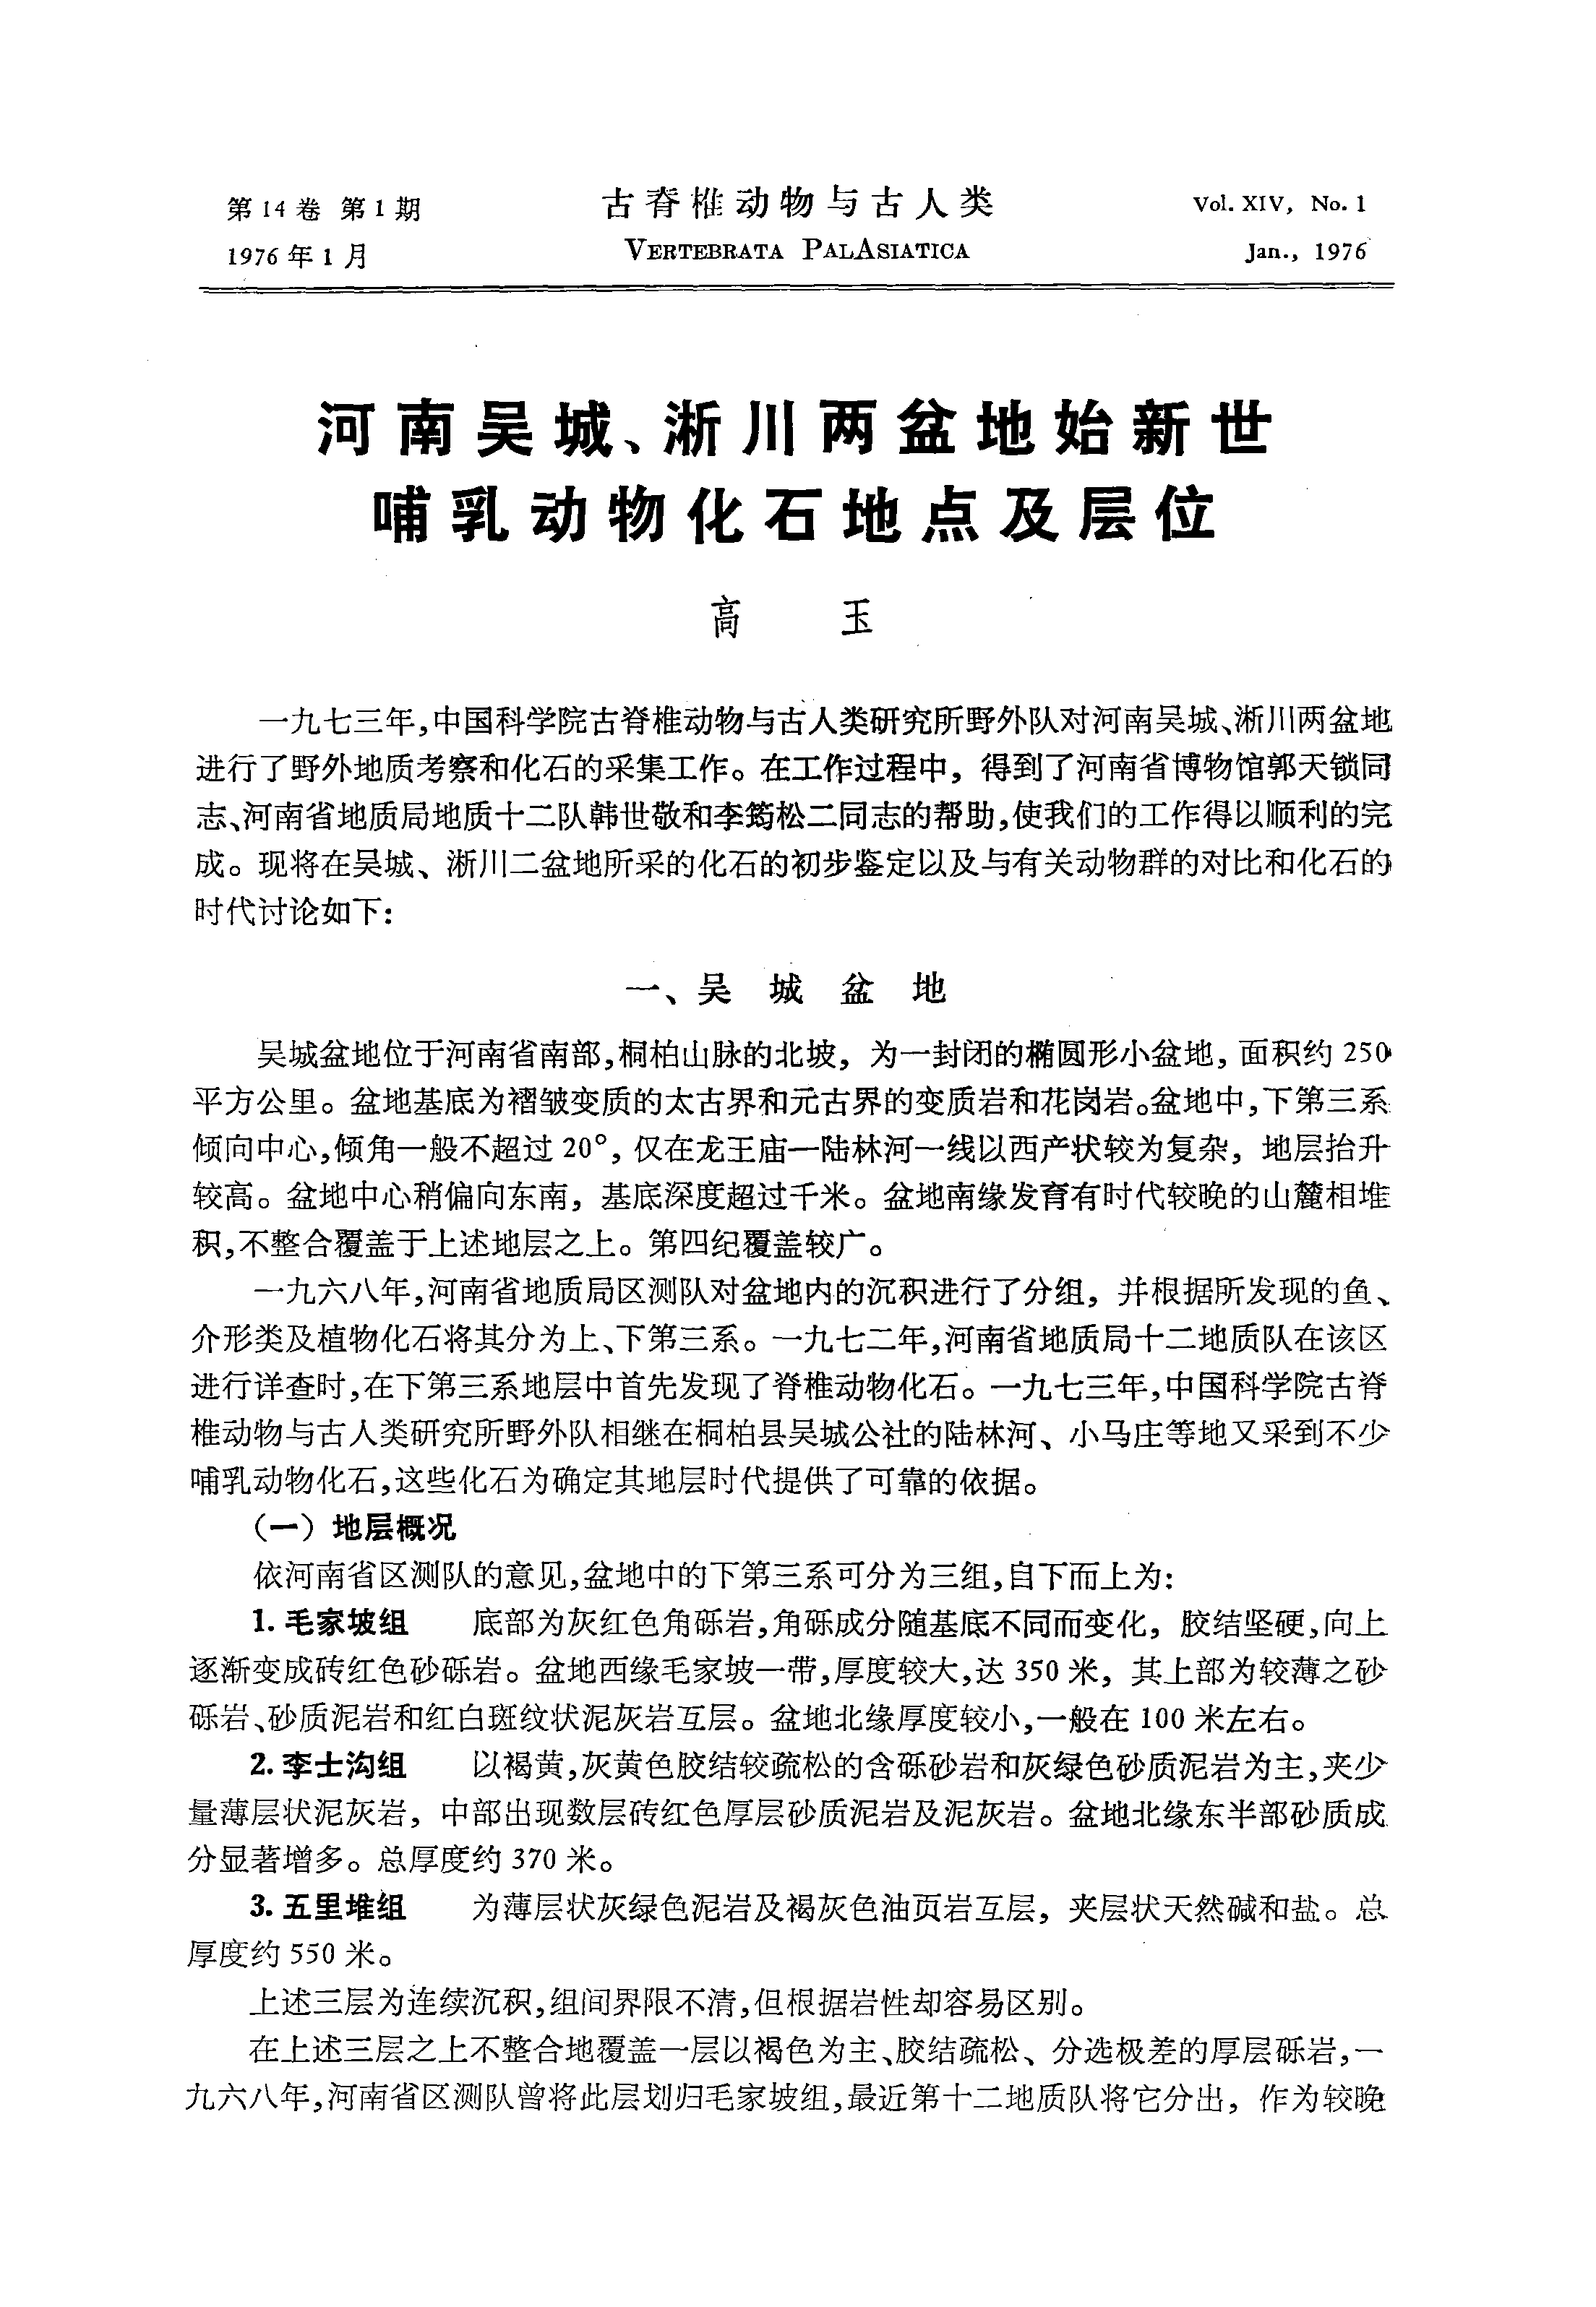 第 14 卷 第 1 期
1976 年 1 月
古脊椎动物与古人类
VERTEBRATA PALASIATICA
Vol. XIV, No. 1
Jan., 1976
河南吴城、淅川两盆地始新世
哺乳动物化石地点及层位
高 玉
一九七三年,中国科学院古脊椎动物与古人类研究所野外队对河南吴城、淅川两盆地
进行了野外地质考察和化石的采集工作。在工作过程中,得到了河南省博物馆郭天锁同
志、河南省地质局地质十二队韩世敬和李筠松二同志的帮助,使我们的工作得以顺利的完
成。现将在吴城、淅川二盆地所采的化石的初步鉴定以及与有关动物群的对比和化石的
时代讨论如下:
一、吴 城 盆 地
吴城盆地位于河南省南部,桐柏山脉的北坡,为一封闭的椭圆形小盆地,面积约 250
平方公里。盆地基底为褶皱变质的太古界和元古界的变质岩和花岗岩。盆地中,下第三系
倾向中心,倾角一般不超过 20°,仅在龙王庙一陆林河一线以西产状较为复杂,地层抬升
较高。盆地中心稍偏向东南,基底深度超过千米。盆地南缘发育有时代较晚的山麓相堆
积,不整合覆盖于上述地层之上。第四纪覆盖较广。
一九六八年,河南省地质局区测队对盆地内的沉积进行了分组,并根据所发现的鱼、
介形类及植物化石将其分为上、下第三系。一九七二年,河南省地质局十二地质队在该区
进行详查时,在下第三系地层中首先发现了脊椎动物化石。一九七三年,中国科学院古脊
椎动物与古人类研究所野外队相继在桐柏县吴城公社的陆林河、小马庄等地又采到不少
哺乳动物化石,这些化石为确定其地层时代提供了可靠的依据。
(一) 地层概况
依河南省区测队的意见,盆地中的下第三系可分为三组,自下而上为:
1. 毛家坡组 底部为灰红色角砾岩,角砾成分随基底不同而变化,胶结坚硬,向上
逐渐变成砖红色砂砾岩。盆地西缘毛家坡一带,厚度较大,达 350 米,其上部为较薄之砂
砾岩、砂质泥岩和红白斑纹状泥灰岩互层。盆地北缘厚度较小,一般在 100 米左右。
2. 李士沟组 以褐黄,灰黄色胶结较疏松的含砾砂岩和灰绿色砂质泥岩为主,夹少
量薄层状泥灰岩,中部出现数层砖红色厚层砂质泥岩及泥灰岩。盆地北缘东半部砂质成
分显著增多。总厚度约 370 米。
3. 五里堆组 为薄层状灰绿色泥岩及褐灰色油页岩互层,夹层状天然碱和盐。总
厚度约 550 米。
上述三层为连续沉积,组间界限不清,但根据岩性却容易区别。
在上述三层之上不整合地覆盖一层以褐色为主、胶结疏松、分选极差的厚层砾岩,一
九六八年,河南省区测队曾将此层划归毛家坡组,最近第十二地质队将它分出,作为较晚